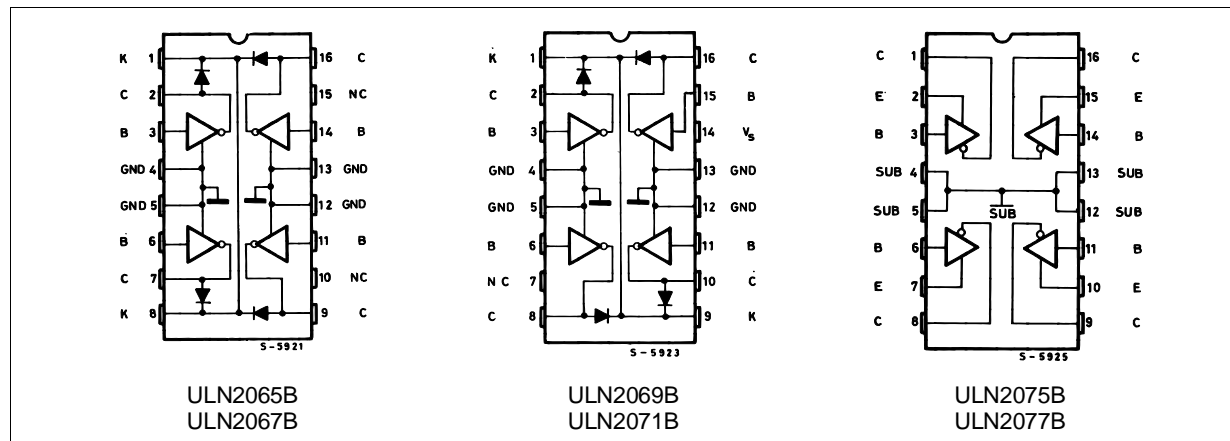 K 1 16 C
C 2 15 NC
B 3 14 B
GND 4 13 GND
GND 5 12 GND
B 6 11 B
C 7 10 NC
K 8 9 C
S-5921
ULN2065B
ULN2067B
K 1 16 C
C 2 15 B
B 3 14 Vs
GND 4 13 GND
GND 5 12 GND
B 6 11 B
NC 7 10 C
C 8 9 K
S-5923
ULN2069B
ULN2071B
C 1 16 C
E 2 15 E
B 3 14 B
SUB 4 13 SUB
SUB
SUB 5 12 SUB
B 6 11 B
E 7 10 E
C 8 9 C
S-5925
ULN2075B
ULN2077B